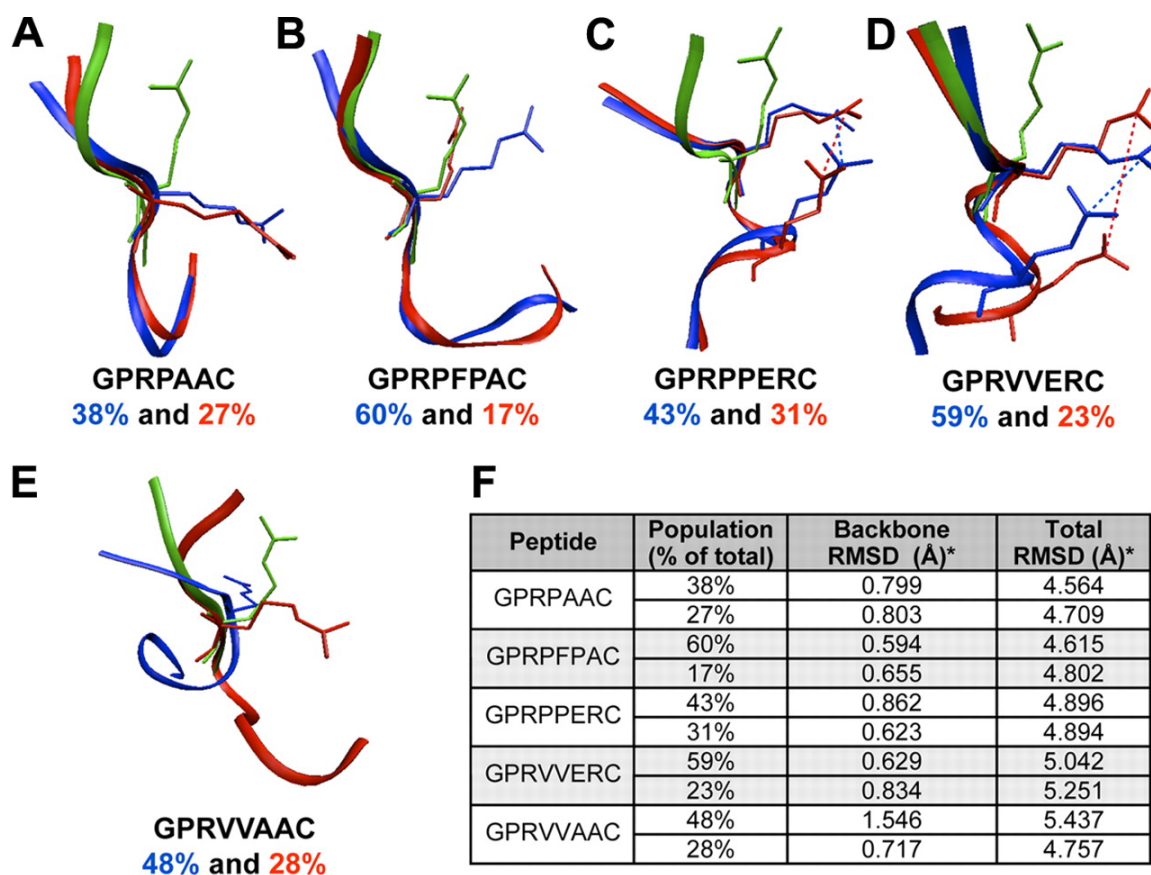 A
B
C
D
GPRPAAC
38% and 27%
GPRPFPAC
60% and 17%
GPRPPERC
43% and 31%
GPRVVERC
59% and 23%
E
GPRVVAAC
48% and 28%
F
Peptide Population Backbone Total
(% of total) RMSD (Å)* RMSD (Å)*
GPRPAAC 38% 0.799 4.564
27% 0.803 4.709
GPRPFPAC 60% 0.594 4.615
17% 0.655 4.802
GPRPPERC 43% 0.862 4.896
31% 0.623 4.894
GPRVVERC 59% 0.629 5.042
23% 0.834 5.251
GPRVVAAC 48% 1.546 5.437
28% 0.717 4.757